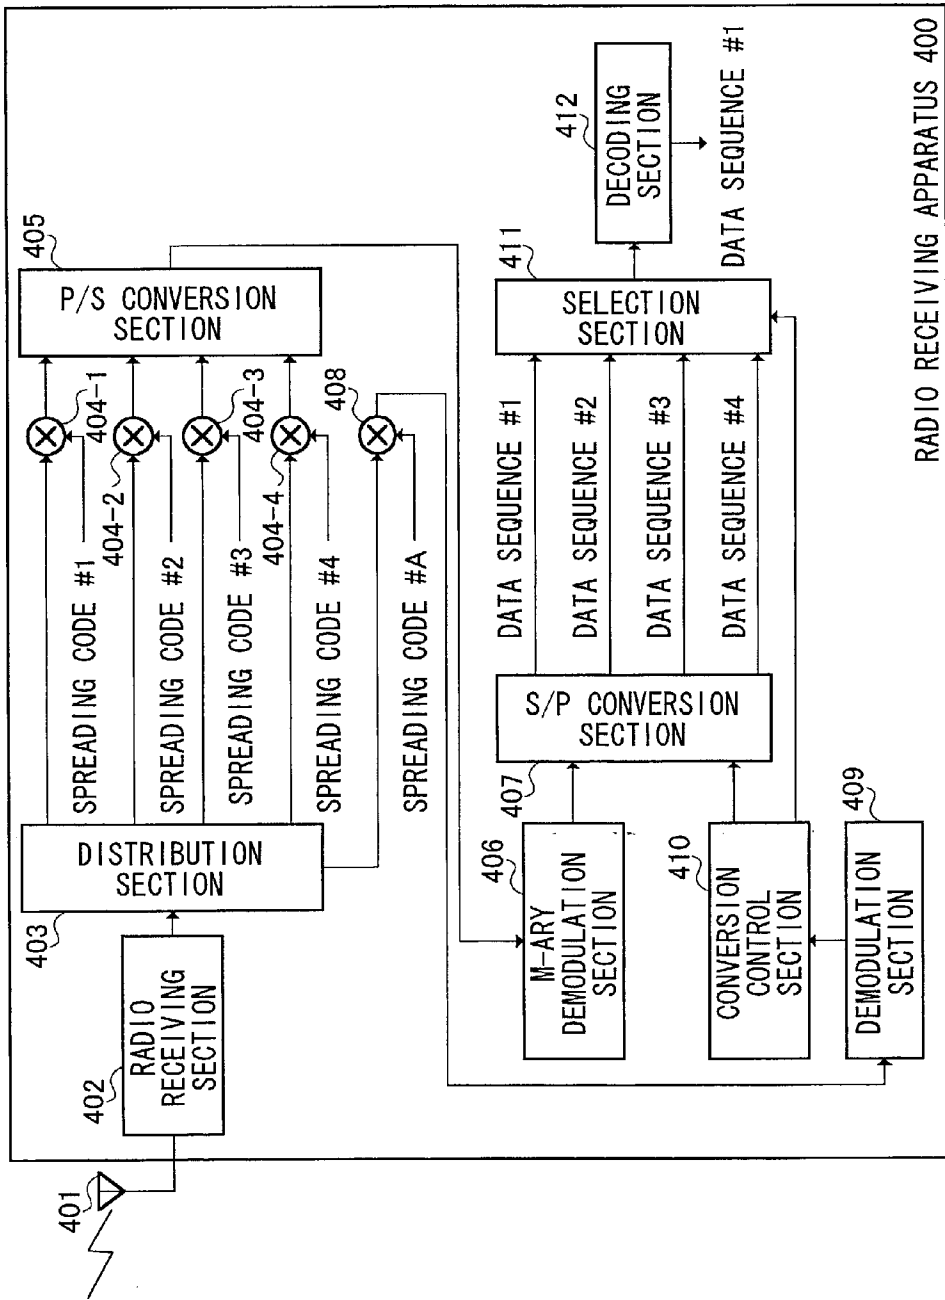 401
402
RADIO
RECEIVING
SECTION
403
DISTRIBUTION
SECTION
SPREADING CODE #1
404-1
SPREADING CODE #2
404-2
SPREADING CODE #3
404-3
SPREADING CODE #4
404-4
SPREADING CODE #A
408
405
P/S CONVERSION
SECTION
406
M-ARY
DEMODULATION
SECTION
407
S/P CONVERSION
SECTION
410
CONVERSION
CONTROL
SECTION
409
DEMODULATION
SECTION
DATA SEQUENCE #1
DATA SEQUENCE #2
DATA SEQUENCE #3
DATA SEQUENCE #4
411
SELECTION
SECTION
412
DECODING
SECTION
DATA SEQUENCE #1
RADIO RECEIVING APPARATUS 400